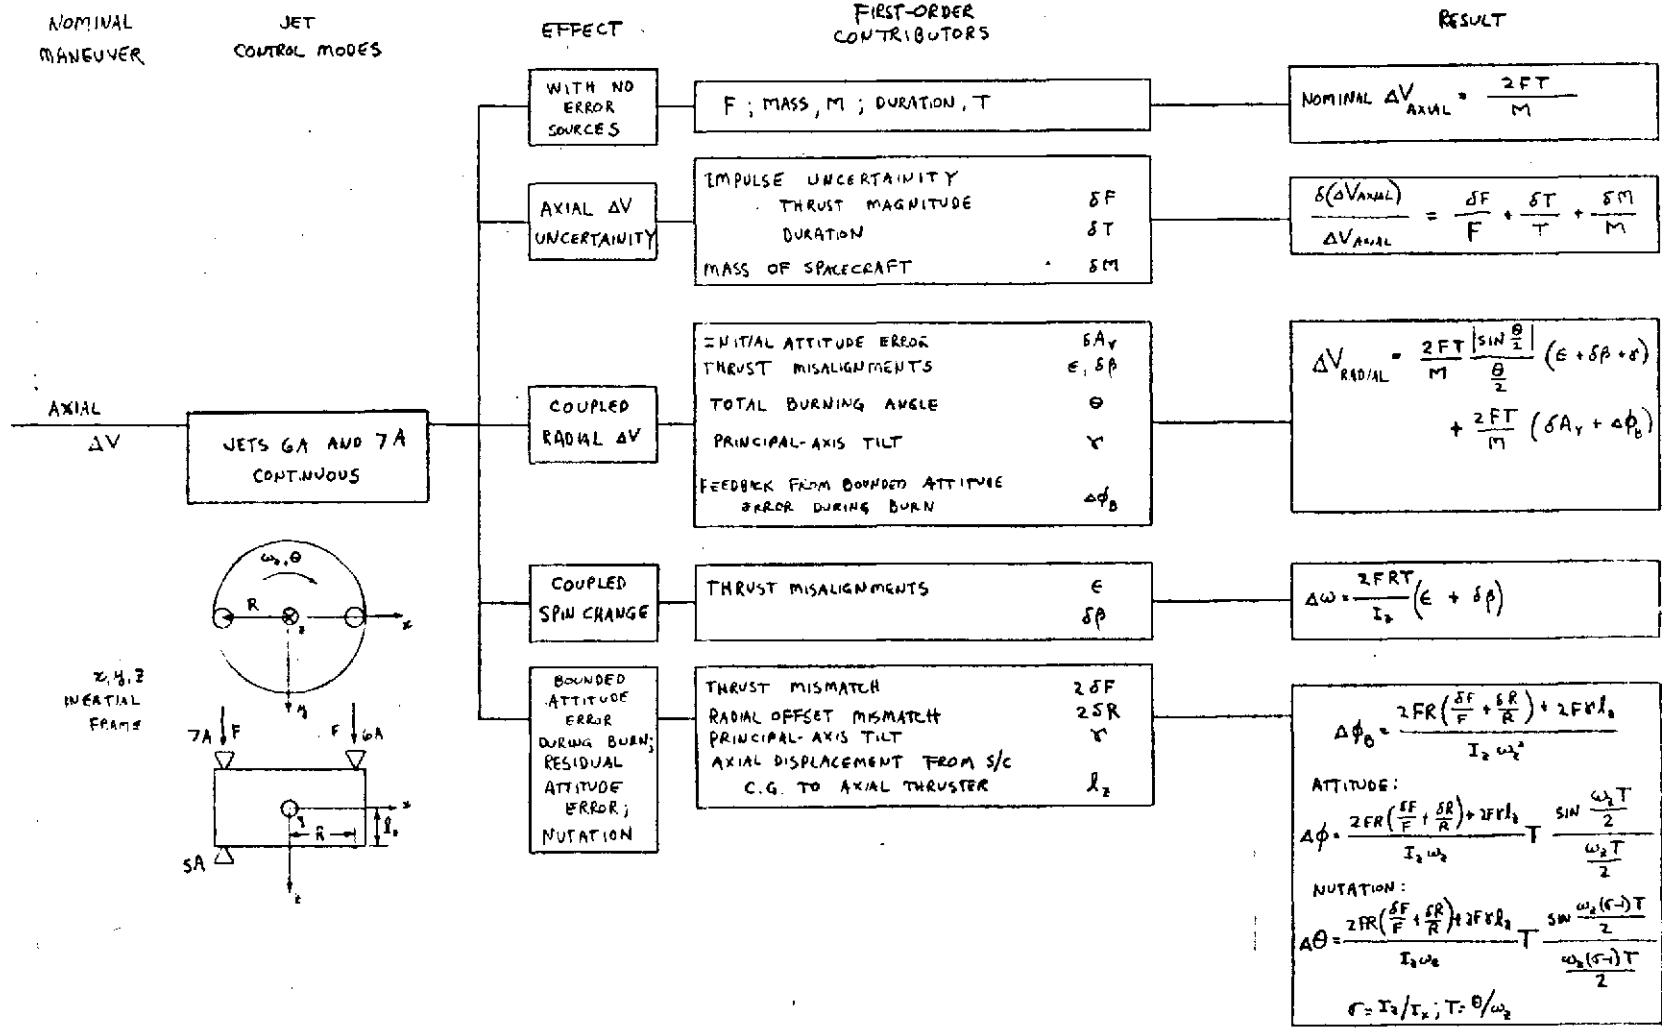 NOMINAL
MANEUVER
JET
CONTROL MODES
EFFECT
FIRST-ORDER
CONTRIBUTORS
RESULT
WITH NO
ERROR
SOURCES
F ; MASS, M ; DURATION, T
NOMINAL ΔV_AXIAL = 2FT/M
AXIAL ΔV
UNCERTAINITY
IMPULSE UNCERTAINITY
THRUST MAGNITUDE δF
DURATION δT
MASS OF SPACECRAFT δM
δ(ΔV_AXIAL)/ΔV_AXIAL = δF/F + δT/T + δM/M
AXIAL
ΔV
JETS 6A AND 7A
CONTINUOUS
COUPLED
RADIAL ΔV
INITIAL ATTITUDE ERROR δA_Y
THRUST MISALIGNMENTS ε, δβ
TOTAL BURNING ANGLE θ
PRINCIPAL-AXIS TILT γ
FEEDBACK FROM BOUNDED ATTITUDE
ERROR DURING BURN Δϕ_B
ΔV_RADIAL = 2FT/M |sin θ/2|/(θ/2) (ε + δβ + γ)
+ 2FT/M (δA_Y + Δϕ_B)
COUPLED
SPIN CHANGE
THRUST MISALIGNMENTS ε
δβ
Δω = 2FRT/I_z (ε + δβ)
ω_z, θ
R
x
z
y
x, y, z
INERTIAL
FRAME
7A F
F 6A
x
y
R
l_z
5A
z
BOUNDED
ATTITUDE
ERROR
DURING BURN;
RESIDUAL
ATTITUDE
ERROR;
NUTATION
THRUST MISMATCH 2δF
RADIAL OFFSET MISMATCH 2δR
PRINCIPAL-AXIS TILT γ
AXIAL DISPLACEMENT FROM S/C
C.G. TO AXIAL THRUSTER l_z
Δϕ_B = (2FR(δF/F + δR/R) + 2Fγl_z)/(I_z ω_z²)
ATTITUDE:
Δϕ = (2FR(δF/F + δR/R) + 2Fγl_z)/(I_z ω_z) T (sin ω_zT/2)/(ω_zT/2)
NUTATION:
Δθ = (2FR(δF/F + δR/R) + 2Fγl_z)/(I_z ω_z) T (sin ω_z(σ-1)T/2)/(ω_z(σ-1)T/2)
σ = I_z/I_x ; T = θ/ω_z